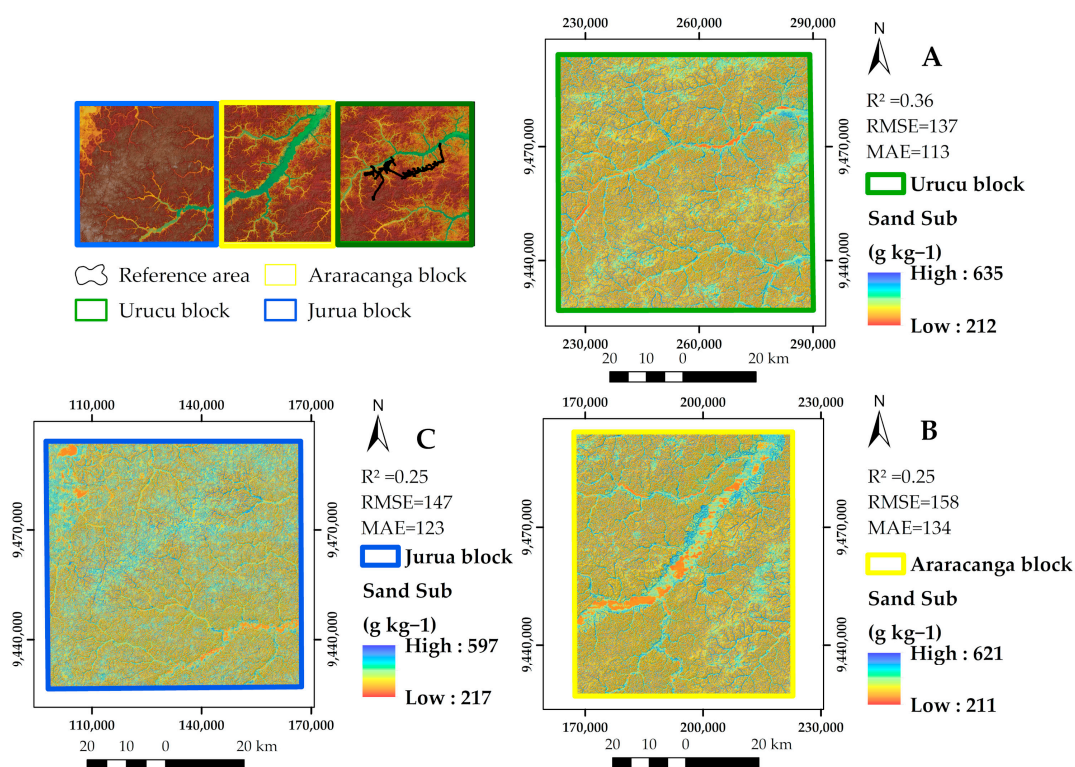 Reference area
Araracanga block
Urucu block
Jurua block
230,000
260,000
290,000
9,470,000
9,440,000
9,470,000
9,440,000
230,000
260,000
290,000
20
10
0
20 km
N
A
R² =0.36
RMSE=137
MAE=113
Urucu block
Sand Sub
(g kg–1)
High : 635
Low : 212
110,000
140,000
170,000
9,470,000
9,440,000
9,470,000
9,440,000
110,000
140,000
170,000
20
10
0
20 km
N
C
R² =0.25
RMSE=147
MAE=123
Jurua block
Sand Sub
(g kg–1)
High : 597
Low : 217
170,000
200,000
230,000
9,470,000
9,440,000
9,470,000
9,440,000
170,000
200,000
230,000
20
10
0
20 km
N
B
R² =0.25
RMSE=158
MAE=134
Araracanga block
Sand Sub
(g kg–1)
High : 621
Low : 211